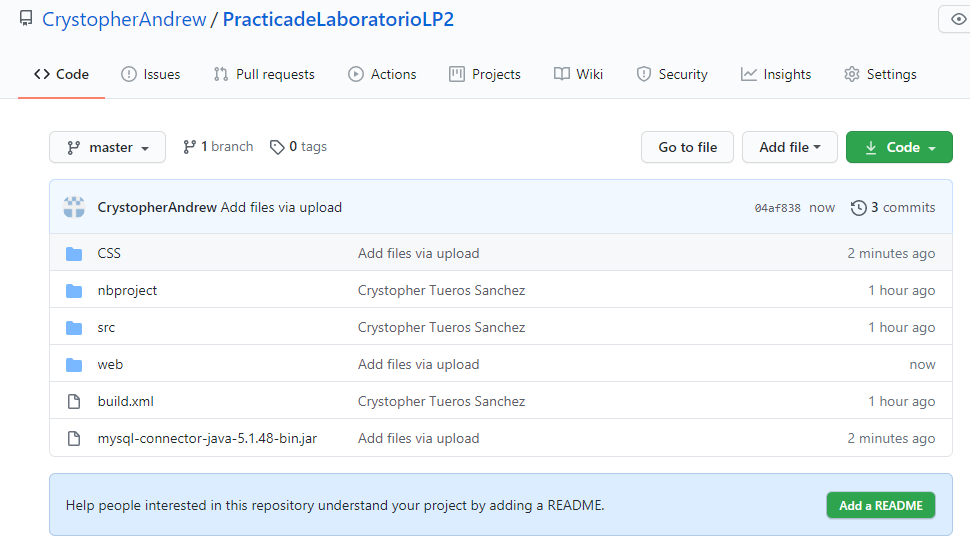 CrystopherAndrew / PracticadeLaboratorioLP2
Code Issues Pull requests Actions Projects Wiki Security Insights Settings
master 1 branch 0 tags Go to file Add file Code
CrystopherAndrew Add files via upload 04af838 now 3 commits
CSS Add files via upload 2 minutes ago
nbproject Crystopher Tueros Sanchez 1 hour ago
src Crystopher Tueros Sanchez 1 hour ago
web Add files via upload now
build.xml Crystopher Tueros Sanchez 1 hour ago
mysql-connector-java-5.1.48-bin.jar Add files via upload 2 minutes ago
Help people interested in this repository understand your project by adding a README. Add a README